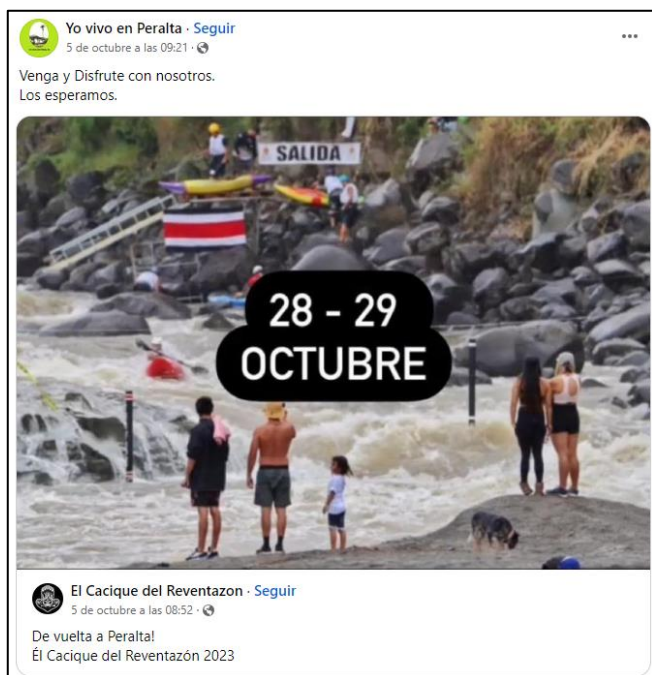 Yo vivo en Peralta · Seguir
5 de octubre a las 09:21 ·
Venga y Disfrute con nosotros.
Los esperamos.
SALIDA
28 - 29
OCTUBRE
El Cacique del Reventazon · Seguir
5 de octubre a las 08:52 ·
De vuelta a Peralta!
Él Cacique del Reventazón 2023